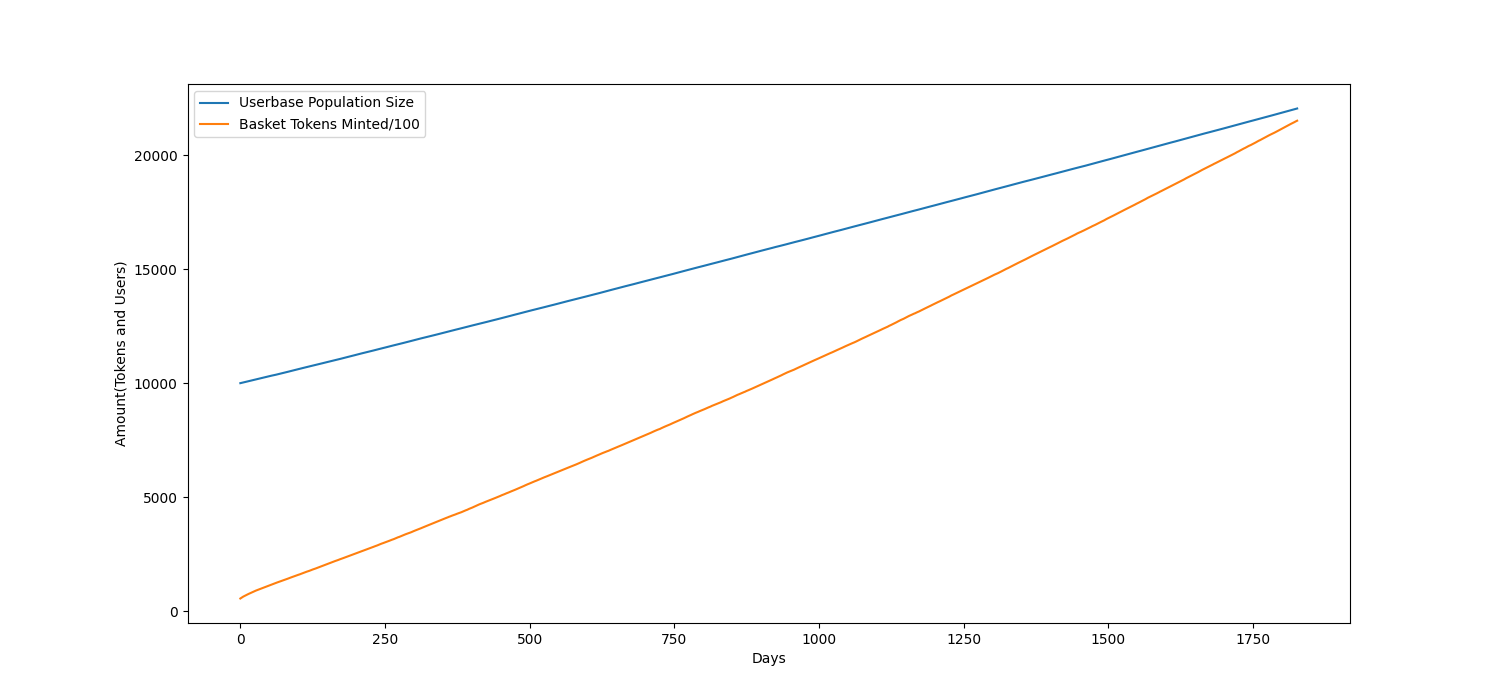 Userbase Population Size
Basket Tokens Minted/100
Amount(Tokens and Users)
20000
15000
10000
5000
0
0 250 500 750 1000 1250 1500 1750
Days